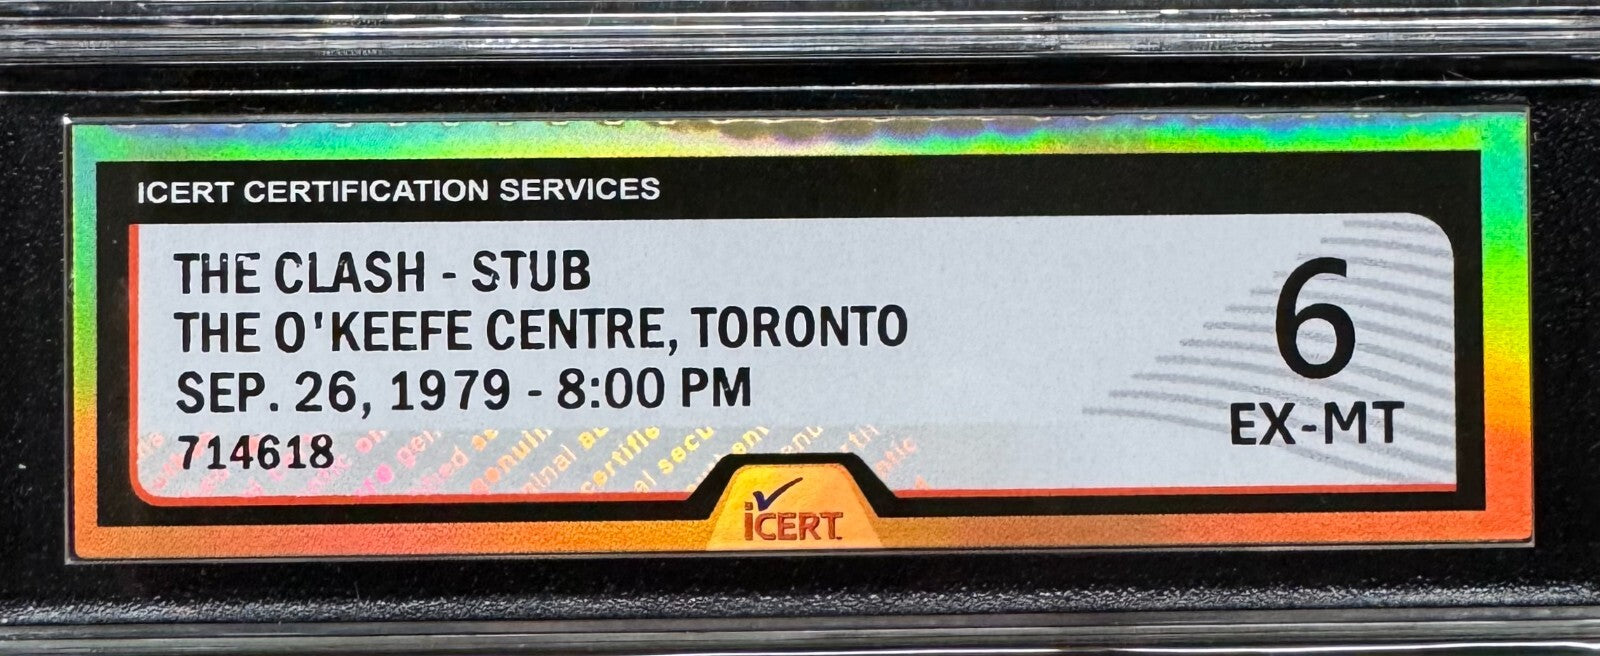 ICERT CERTIFICATION SERVICES
THE CLASH - STUB
THE O'KEEFE CENTRE, TORONTO
SEP. 26, 1979 - 8:00 PM
714618
6
EX-MT
iCERT